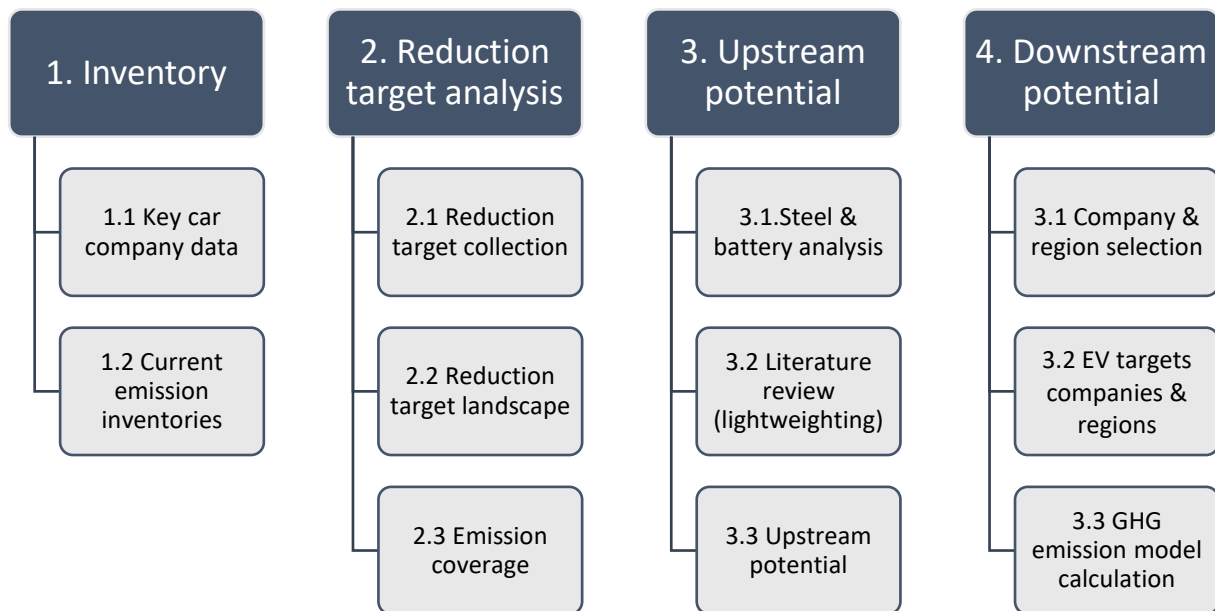 1. Inventory
1.1 Key car
company data
1.2 Current
emission
inventories
2. Reduction
target analysis
2.1 Reduction
target collection
2.2 Reduction
target landscape
2.3 Emission
coverage
3. Upstream
potential
3.1.Steel &
battery analysis
3.2 Literature
review
(lightweighting)
3.3 Upstream
potential
4. Downstream
potential
3.1 Company &
region selection
3.2 EV targets
companies &
regions
3.3 GHG
emission model
calculation